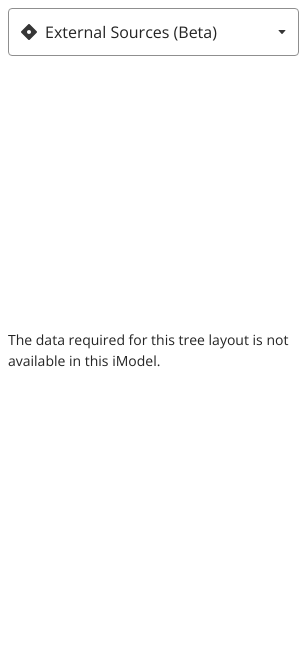 External Sources (Beta)
The data required for this tree layout is not
available in this iModel.